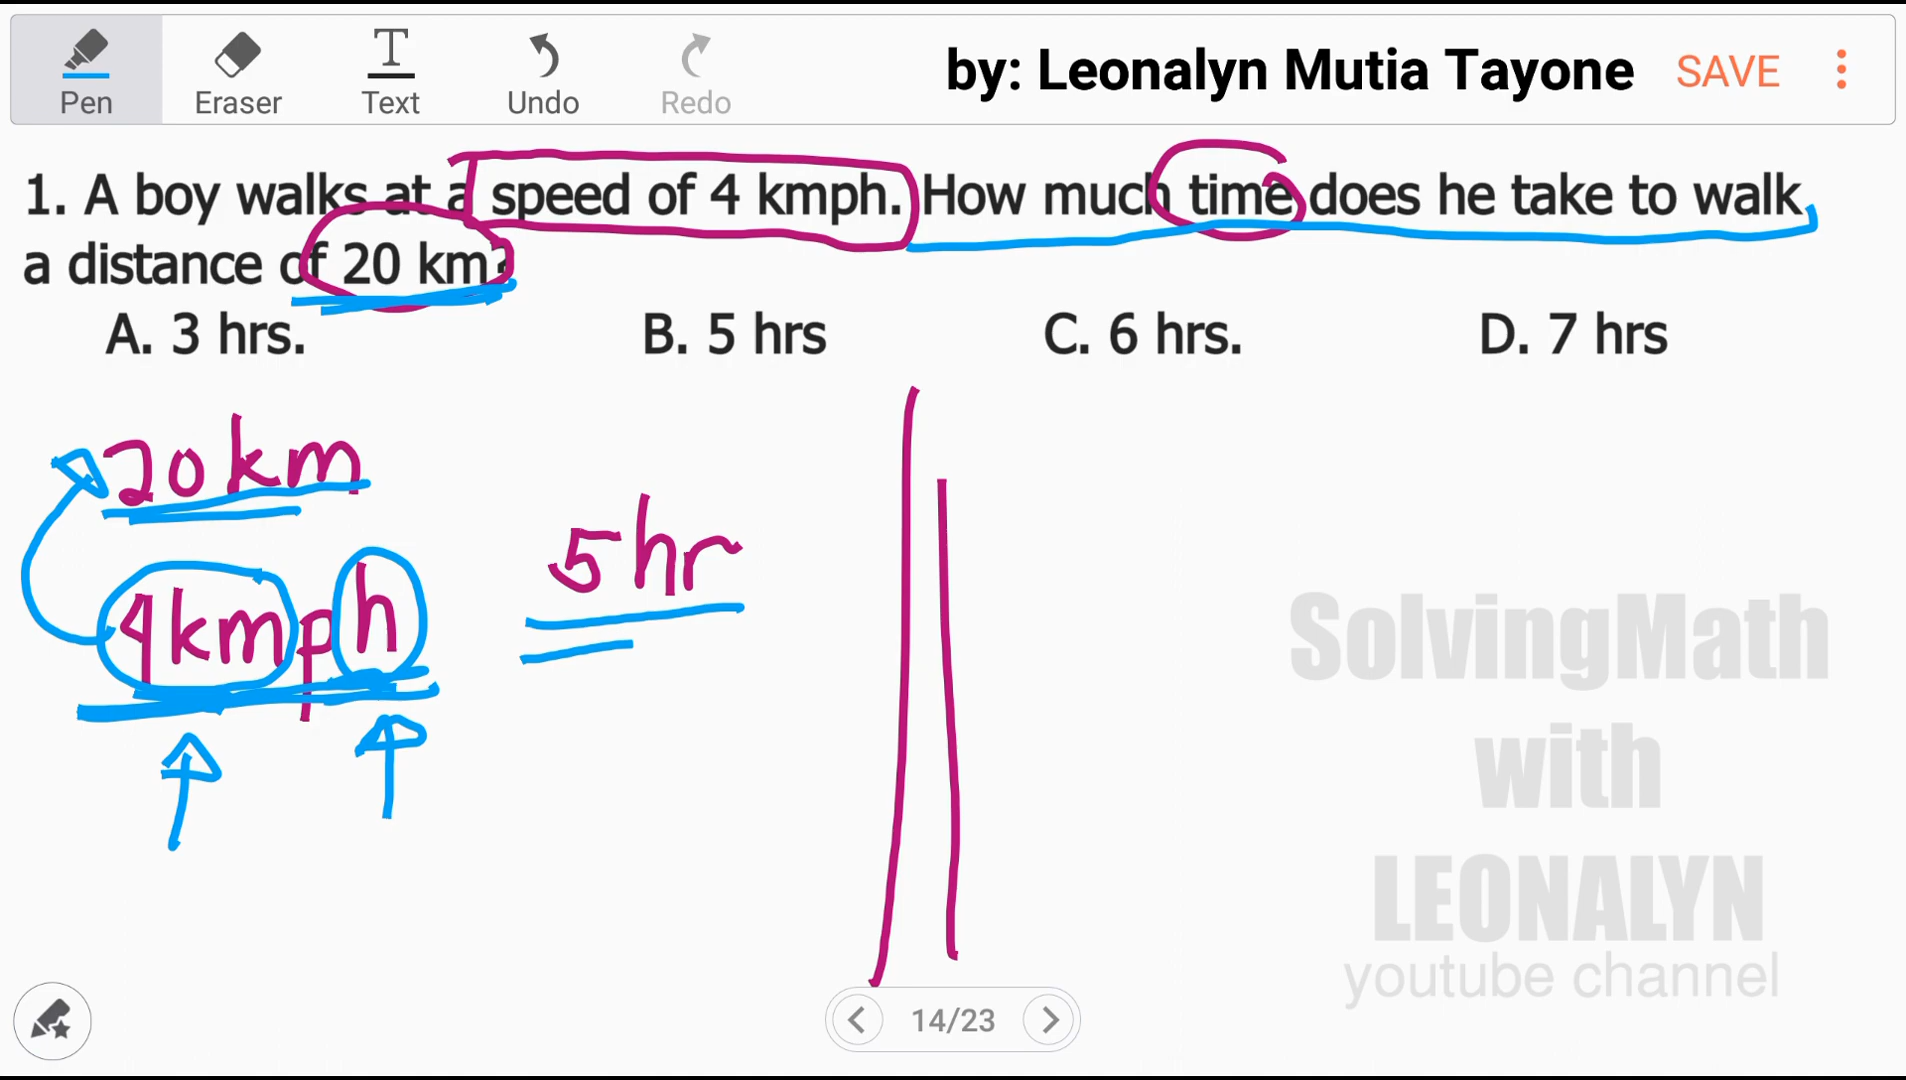 Pen Eraser Text Undo Redo by: Leonalyn Mutia Tayone SAVE
1. A boy walks at a speed of 4 kmph. How much time does he take to walk
a distance of 20 km?
A. 3 hrs. B. 5 hrs C. 6 hrs. D. 7 hrs
20km
4kmph
5hr
SolvingMath
with
LEONALYN
youtube channel
14/23